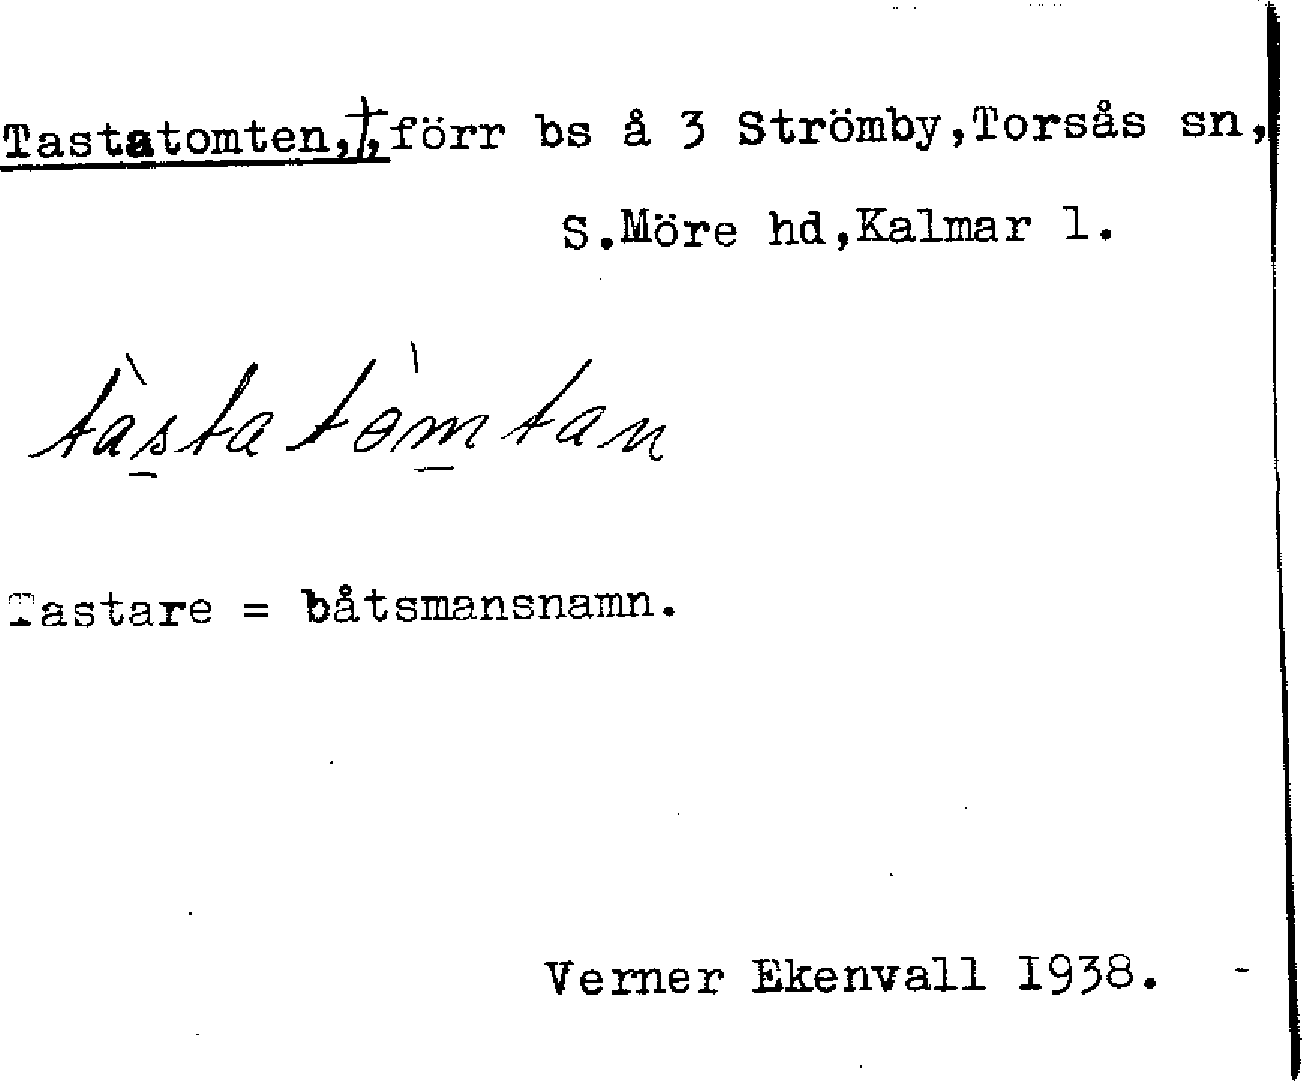 Tastatomten,†,förr bs å 3 Strömby,Torsås sn,
S.Möre hd,Kalmar l.
tàstatòmtan
Tastare = båtsmansnamn.
Verner Ekenvall 1938. -